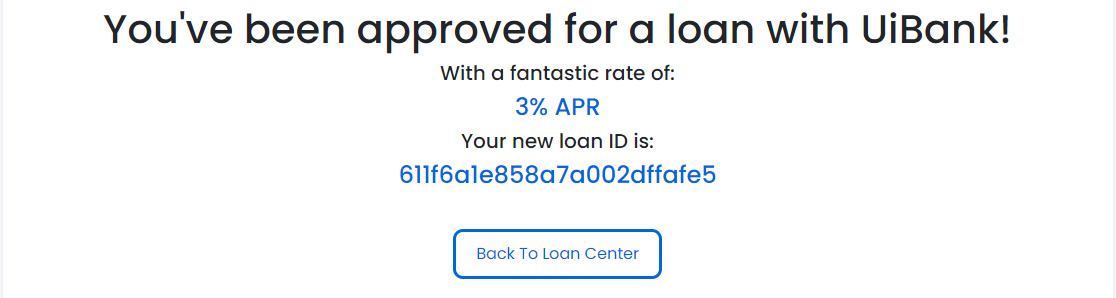 You've been approved for a loan with UiBank!
With a fantastic rate of:
3% APR
Your new loan ID is:
611f6a1e858a7a002dffafe5
Back To Loan Center